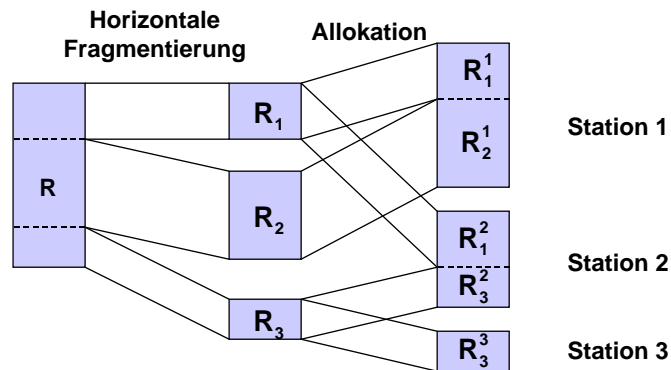 Horizontale
Fragmentierung
Allokation
R
R₁
R₂
R₃
R₁¹
R₂¹
R₁²
R₃²
R₃³
Station 1
Station 2
Station 3